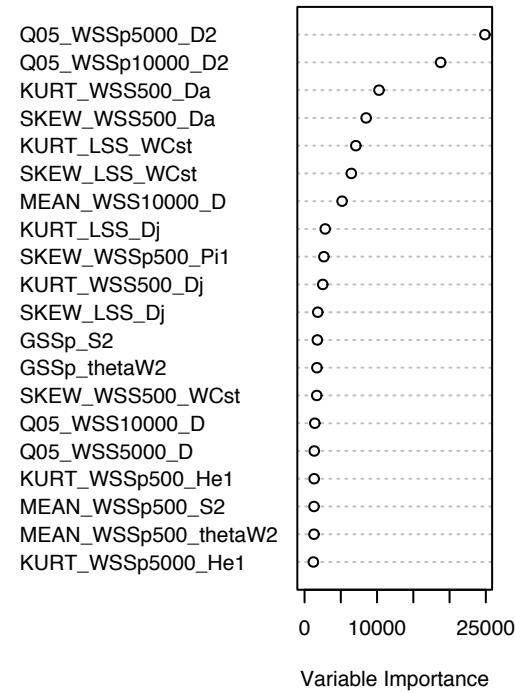 Q05_WSSp5000_D2
Q05_WSSp10000_D2
KURT_WSS500_Da
SKEW_WSS500_Da
KURT_LSS_WCst
SKEW_LSS_WCst
MEAN_WSS10000_D
KURT_LSS_Dj
SKEW_WSSp500_Pi1
KURT_WSS500_Dj
SKEW_LSS_Dj
GSSp_S2
GSSp_thetaW2
SKEW_WSS500_WCst
Q05_WSS10000_D
Q05_WSS5000_D
KURT_WSSp500_He1
MEAN_WSSp500_S2
MEAN_WSSp500_thetaW2
KURT_WSSp5000_He1
0 10000 25000
Variable Importance